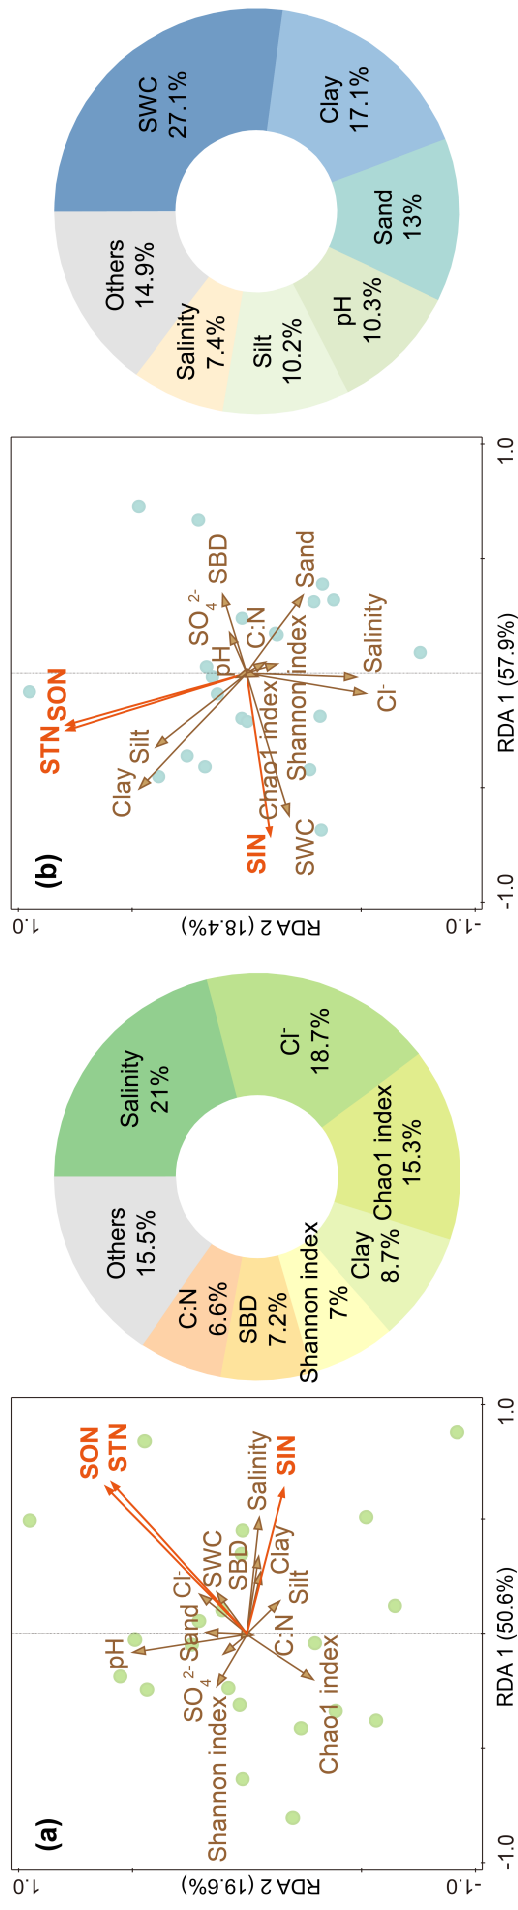 (a)
SON
STN
SIN
pH
Sand
Cl-
SWC
SBD
Salinity
Clay
Silt
C:N
SO4 2-
Shannon index
Chao1 index
1.0
-1.0
RDA 2 (19.6%)
-1.0
1.0
RDA 1 (50.6%)
Salinity
21%
Cl-
18.7%
Chao1 index
15.3%
Clay
8.7%
Shannon index
7%
SBD
7.2%
C:N
6.6%
Others
15.5%
(b)
STN
SON
Clay
Silt
SIN
SWC
pH
SO4 2-
SBD
C:N
Sand
Chao1 index
Shannon index
Cl-
Salinity
1.0
-1.0
RDA 2 (18.4%)
-1.0
1.0
RDA 1 (57.9%)
SWC
27.1%
Clay
17.1%
Sand
13%
pH
10.3%
Silt
10.2%
Salinity
7.4%
Others
14.9%